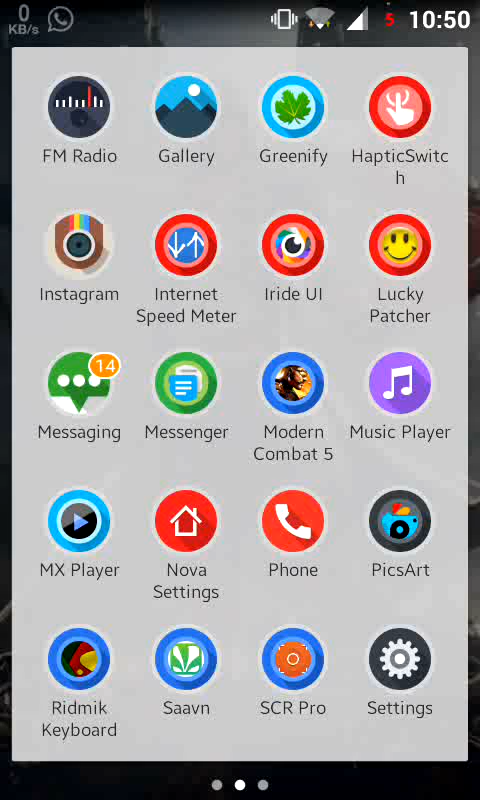 0
KB/s
5
10:50
FM Radio
Gallery
Greenify
HapticSwitc
h
Instagram
Internet
Speed Meter
Iride UI
Lucky
Patcher
14
Messaging
Messenger
Modern
Combat 5
Music Player
MX Player
Nova
Settings
Phone
PicsArt
Ridmik
Keyboard
Saavn
SCR Pro
Settings